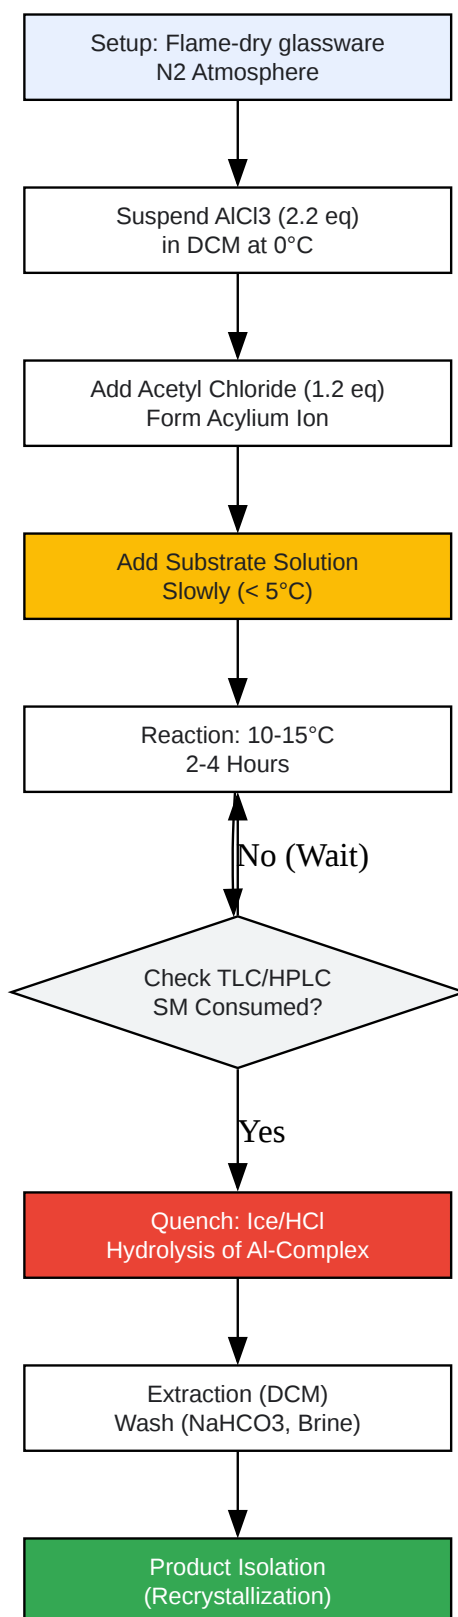 Setup: Flame-dry glassware
N2 Atmosphere
Suspend AlCl3 (2.2 eq)
in DCM at 0°C
Add Acetyl Chloride (1.2 eq)
Form Acylium Ion
Add Substrate Solution
Slowly (< 5°C)
Reaction: 10-15°C
2-4 Hours
No (Wait)
Check TLC/HPLC
SM Consumed?
Yes
Quench: Ice/HCl
Hydrolysis of Al-Complex
Extraction (DCM)
Wash (NaHCO3, Brine)
Product Isolation
(Recrystallization)